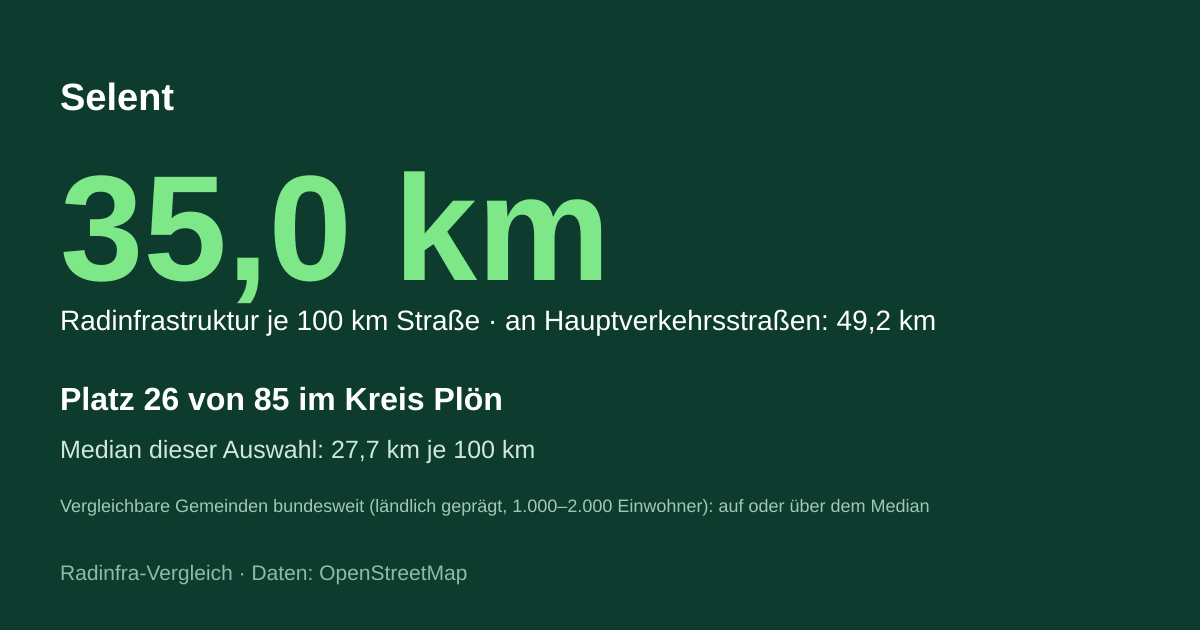 Selent
35,0 km
Radinfrastruktur je 100 km Straße · an Hauptverkehrsstraßen: 49,2 km
Platz 26 von 85 im Kreis Plön
Median dieser Auswahl: 27,7 km je 100 km
Vergleichbare Gemeinden bundesweit (ländlich geprägt, 1.000–2.000 Einwohner): auf oder über dem Median
Radinfra-Vergleich · Daten: OpenStreetMap